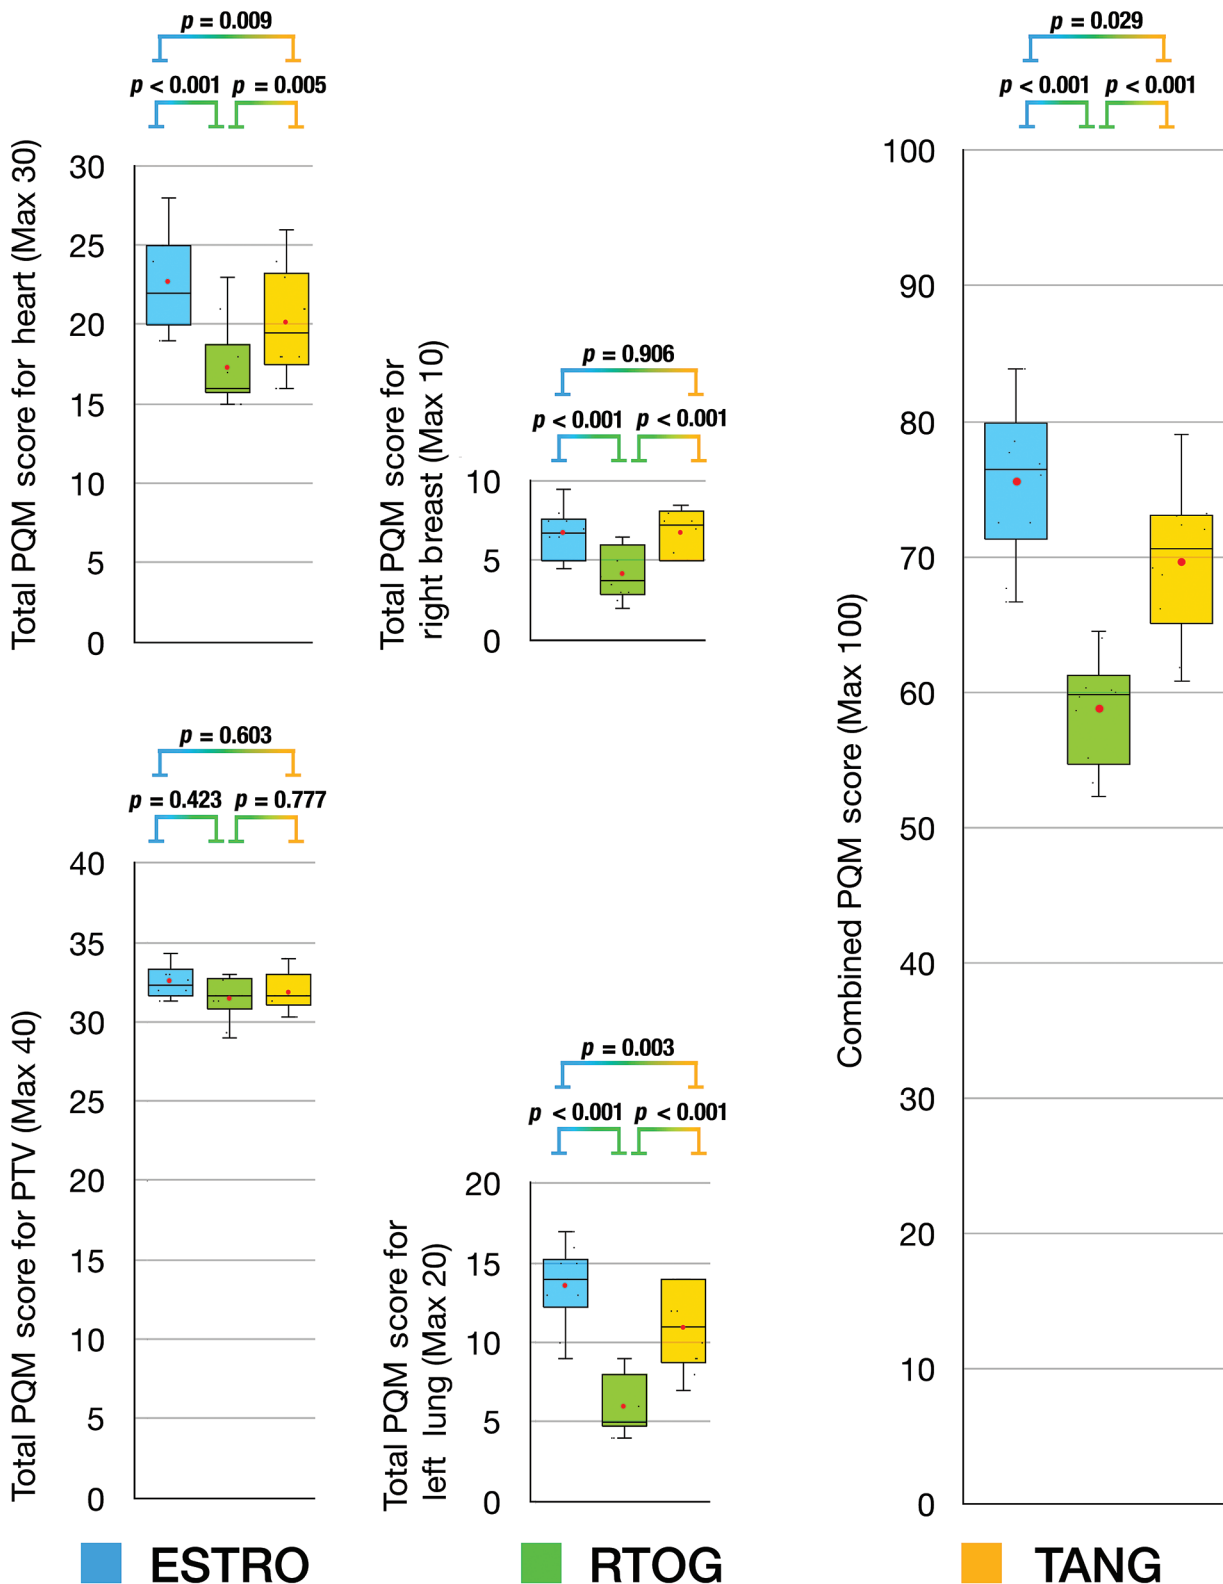 p = 0.009
p < 0.001 p = 0.005
Total PQM score for heart (Max 30)
30
25
20
15
10
5
0
p = 0.906
p < 0.001 p < 0.001
Total PQM score for
right breast (Max 10)
10
5
0
p = 0.603
p = 0.423 p = 0.777
Total PQM score for PTV (Max 40)
40
35
30
25
20
15
10
5
0
p = 0.003
p < 0.001 p < 0.001
Total PQM score for
left lung (Max 20)
20
15
10
5
0
p = 0.029
p < 0.001 p < 0.001
Combined PQM score (Max 100)
100
90
80
70
60
50
40
30
20
10
0
ESTRO RTOG TANG